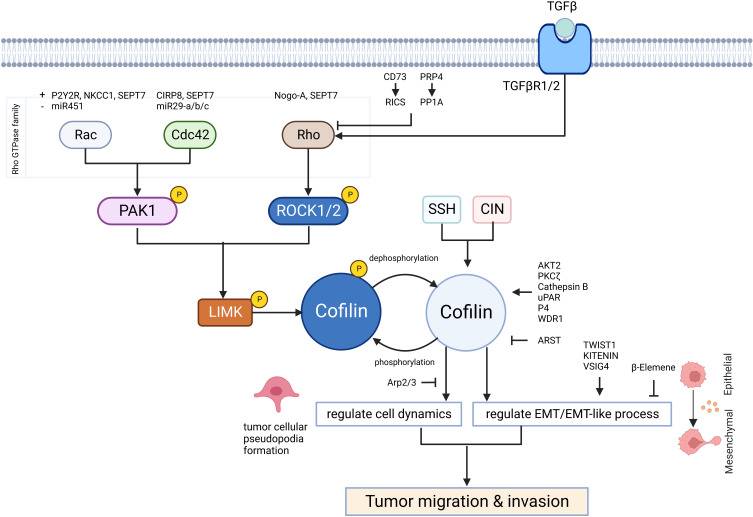 TGFβ
TGFβR1/2
CD73 PRP4
RICS PP1A
+ P2Y2R, NKCC1, SEPT7
- miR451
CIRP8, SEPT7
miR29-a/b/c
Nogo-A, SEPT7
Rho GTPase family
Rac
Cdc42
Rho
PAK1
P
ROCK1/2
P
SSH
CIN
LIMK
P
P
Cofilin
dephosphorylation
phosphorylation
Cofilin
AKT2
PKCζ
Cathepsin B
uPAR
P4
WDR1
ARST
Arp2/3
TWIST1
KITENIN
VSIG4
β-Elemene
Epithelial
Mesenchymal
tumor cellular
pseudopodia
formation
regulate cell dynamics
regulate EMT/EMT-like process
Tumor migration & invasion